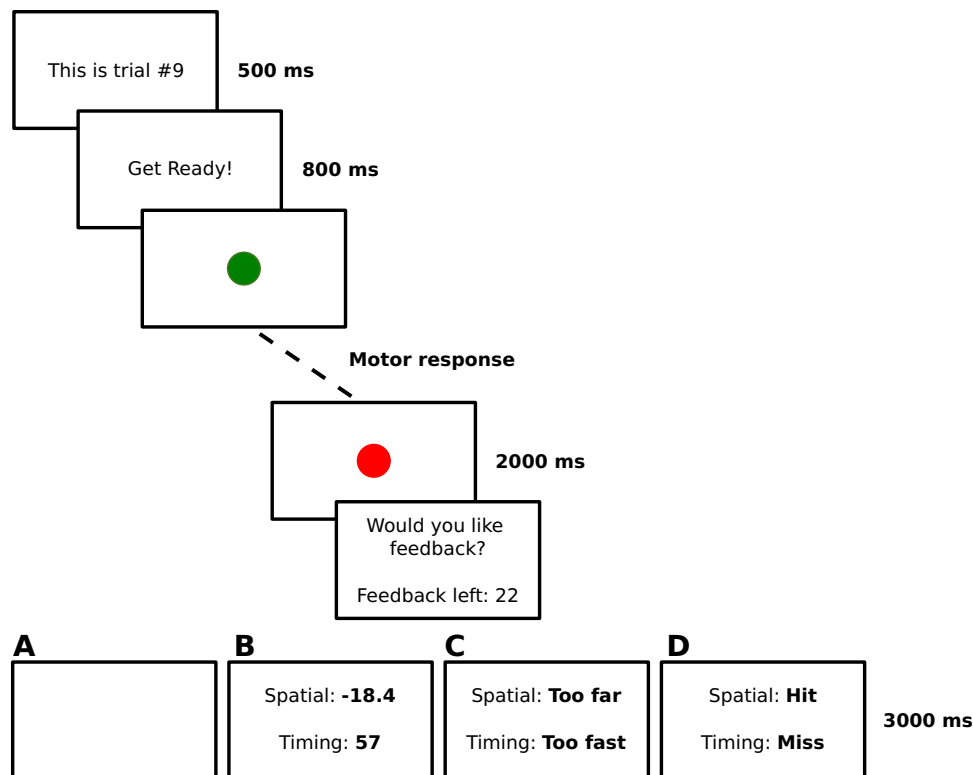 This is trial #9
500 ms
Get Ready!
800 ms
Motor response
2000 ms
Would you like
feedback?
Feedback left: 22
A
B
C
D
Spatial: -18.4
Timing: 57
Spatial: Too far
Timing: Too fast
Spatial: Hit
Timing: Miss
3000 ms